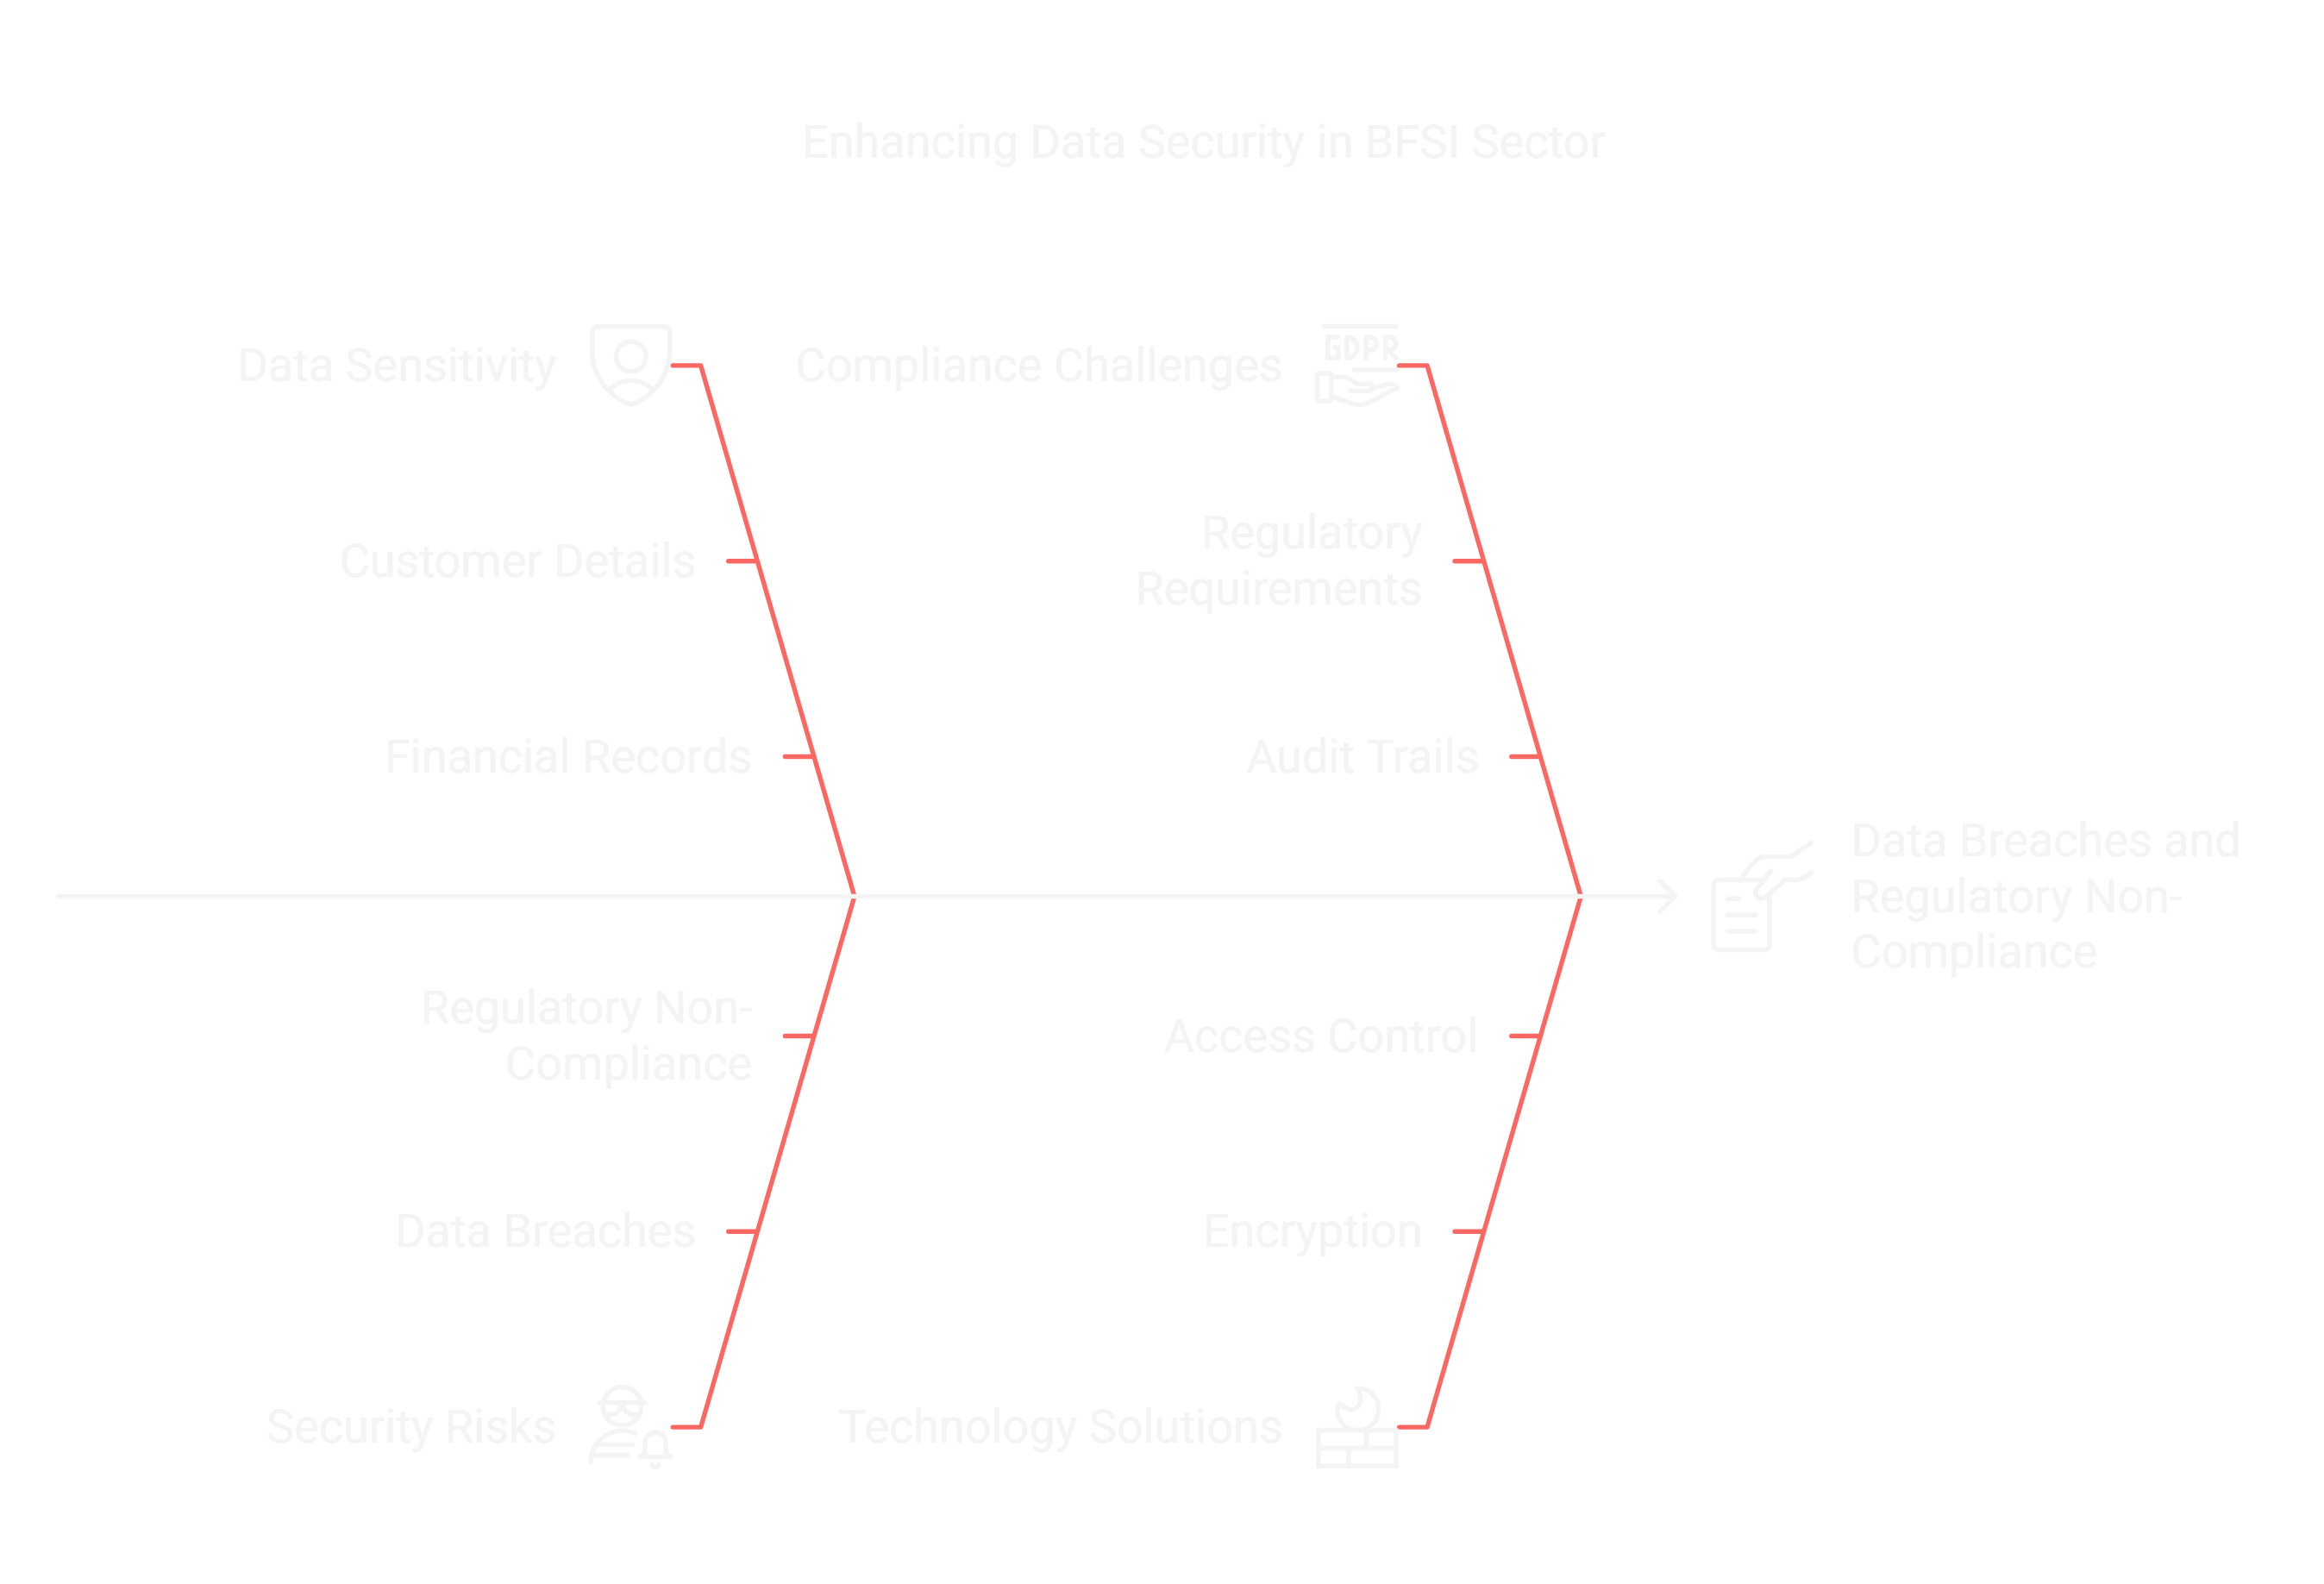 Enhancing Data Security in BFSI Sector
Data Sensitivity
Compliance Challenges
GDPR
Customer Details
Regulatory
Requirements
Financial Records
Audit Trails
Data Breaches and
Regulatory Non-
Compliance
Regulatory Non-
Compliance
Access Control
Data Breaches
Encryption
Security Risks
Technology Solutions